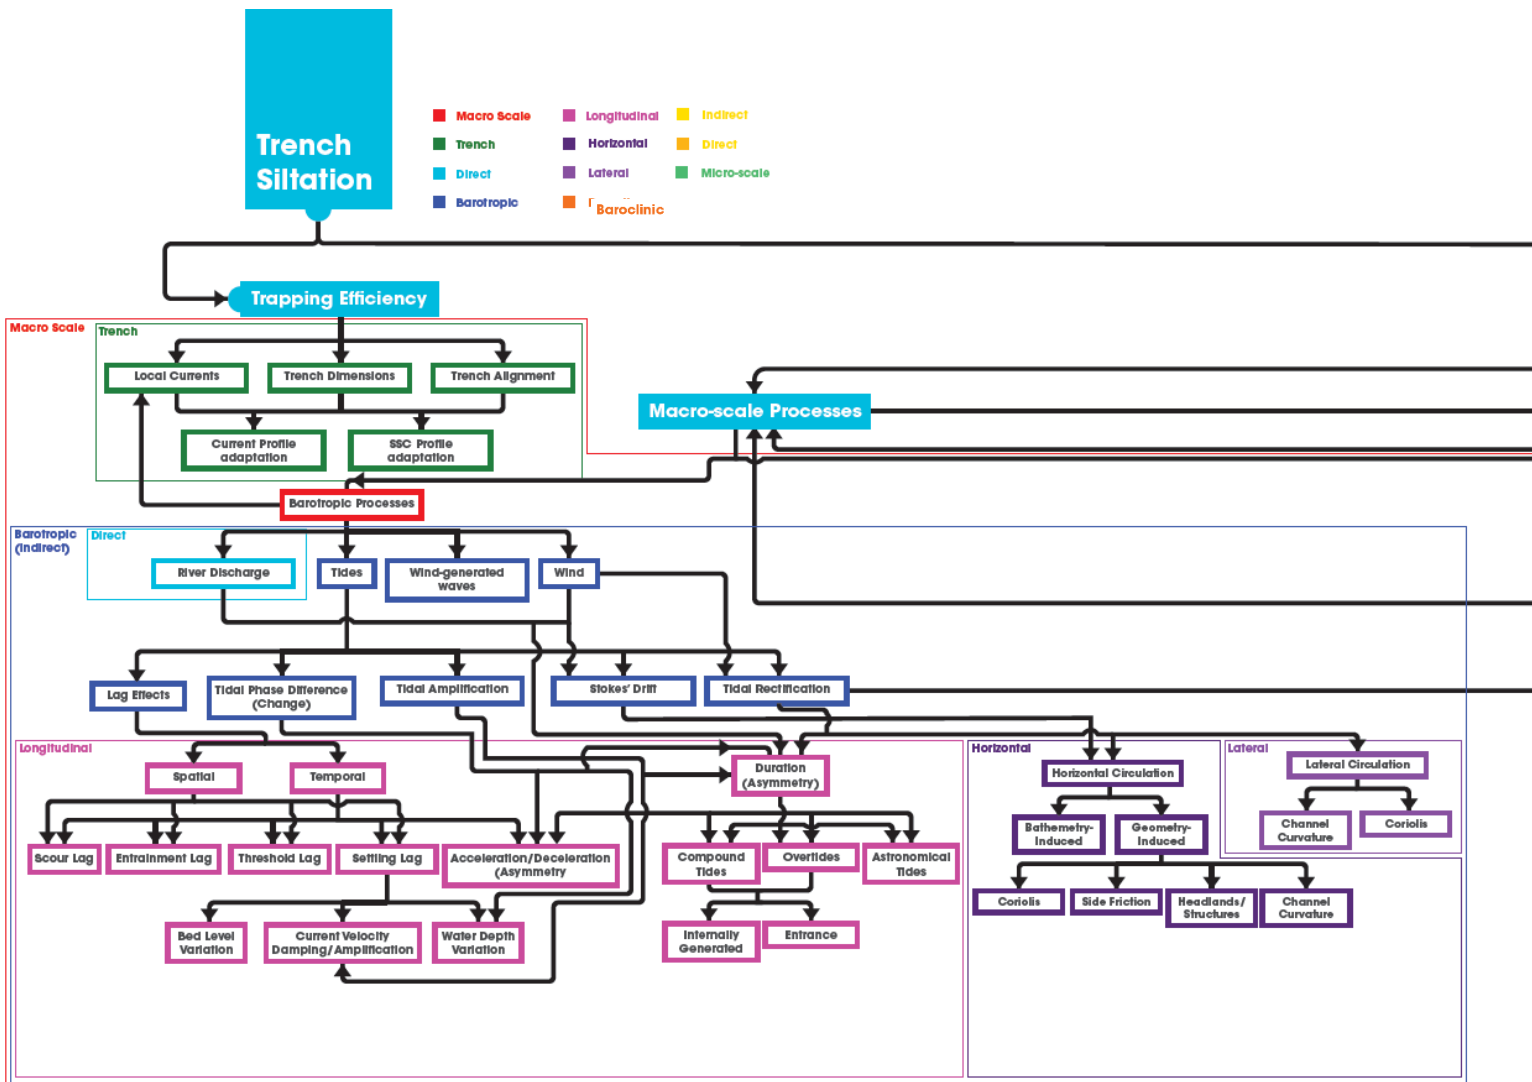 Trench
Siltation
Macro Scale
Trench
Direct
Barotropic
Longitudinal
Horizontal
Lateral
Baroclinic
Indirect
Direct
Micro-scale
Trapping Efficiency
Macro Scale
Trench
Local Currents
Trench Dimensions
Trench Alignment
Current Profile
adaptation
SSC Profile
adaptation
Macro-scale Processes
Barotropic Processes
Barotropic
(Indirect)
Direct
River Discharge
Tides
Wind-generated
waves
Wind
Lag Effects
Tidal Phase Difference
(Change)
Tidal Amplification
Stokes' Drift
Tidal Rectification
Longitudinal
Spatial
Temporal
Duration
(Asymmetry)
Horizontal
Horizontal Circulation
Lateral
Lateral Circulation
Bathemetry-
Induced
Geometry-
Induced
Channel
Curvature
Coriolis
Scour Lag
Entrainment Lag
Threshold Lag
Settling Lag
Acceleration/Deceleration
(Asymmetry
Compound
Tides
Overtides
Astronomical
Tides
Coriolis
Side Friction
Headlands/
Structures
Channel
Curvature
Bed Level
Variation
Current Velocity
Damping/Amplification
Water Depth
Variation
Internally
Generated
Entrance